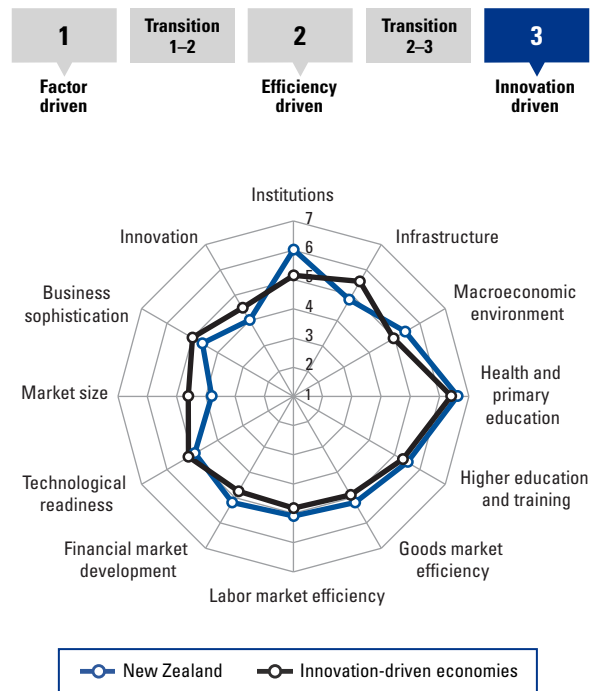 1
Transition
1–2
2
Transition
2–3
3
Factor
driven
Efficiency
driven
Innovation
driven
Institutions
7
Innovation
Infrastructure
6
5
Business
sophistication
Macroeconomic
environment
4
3
2
Market size
1
Health and
primary
education
Technological
readiness
Higher education
and training
Financial market
development
Goods market
efficiency
Labor market efficiency
New Zealand
Innovation-driven economies